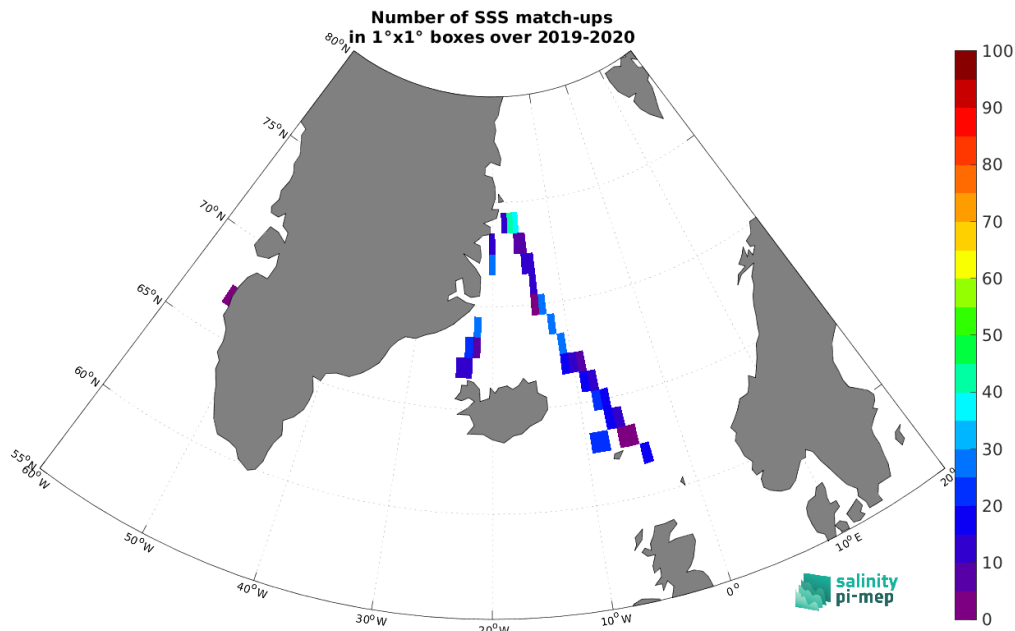 Number of SSS match-ups
in 1°x1° boxes over 2019-2020
80°N
75°N
70°N
65°N
60°N
55°N
60°W
50°W
40°W
30°W
20°W
10°W
0°
10°E
20°
100
90
80
70
60
50
40
30
20
10
0
salinity
pi-mep